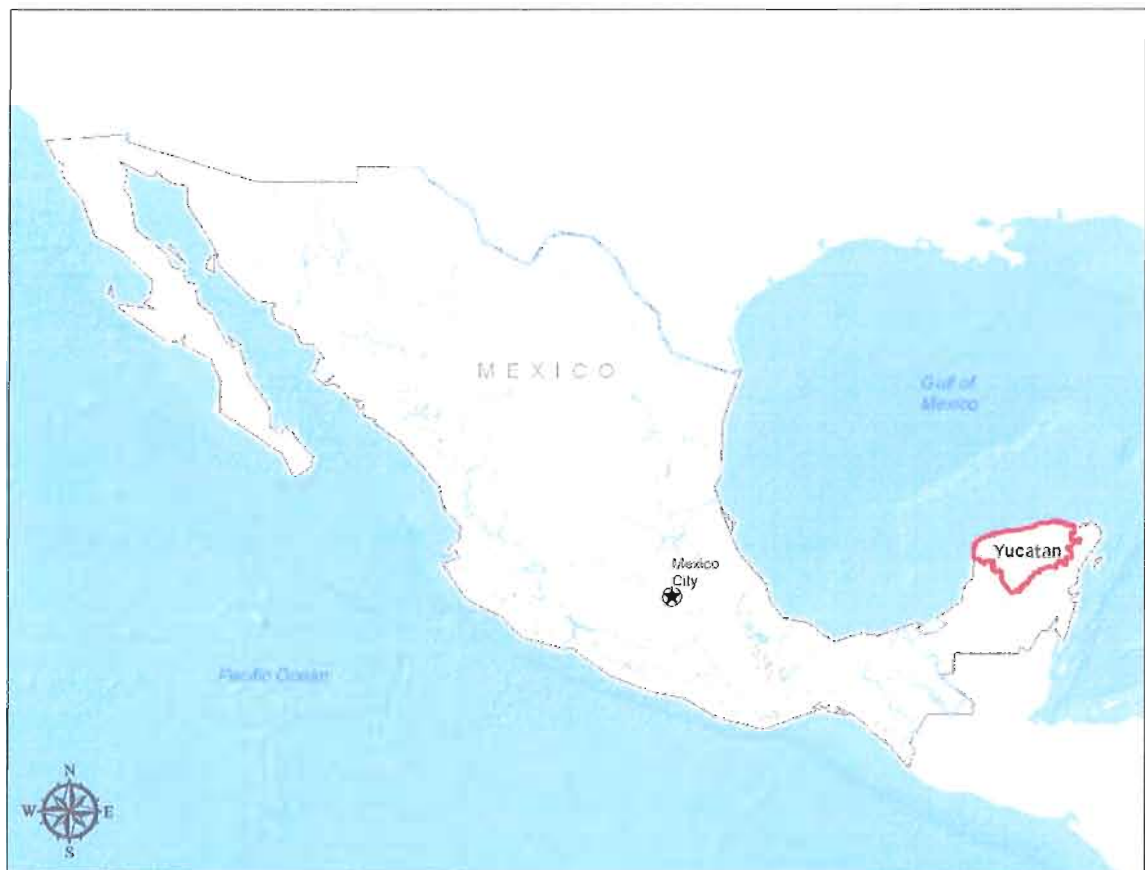 MEXICO
Gulf of
Mexico
Yucatan
Mexico
City
Pacific Ocean
N
W E
S